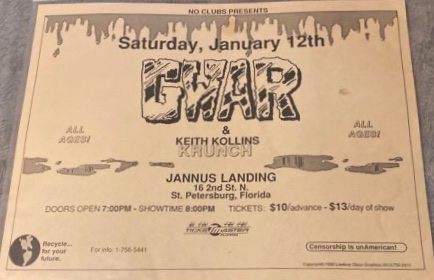 NO CLUBS PRESENTS
Saturday, January 12th
GWAR
&
KEITH KOLLINS
KRUNCH
ALL AGES!
ALL AGES!
JANNUS LANDING
16 2nd St. N.
St. Petersburg, Florida
DOORS OPEN 7:00PM - SHOWTIME 8:00PM TICKETS: $10/advance - $13/day of show
Recycle...
for your
future.
For info: 1-756-5441
Censorship is unAmerican!